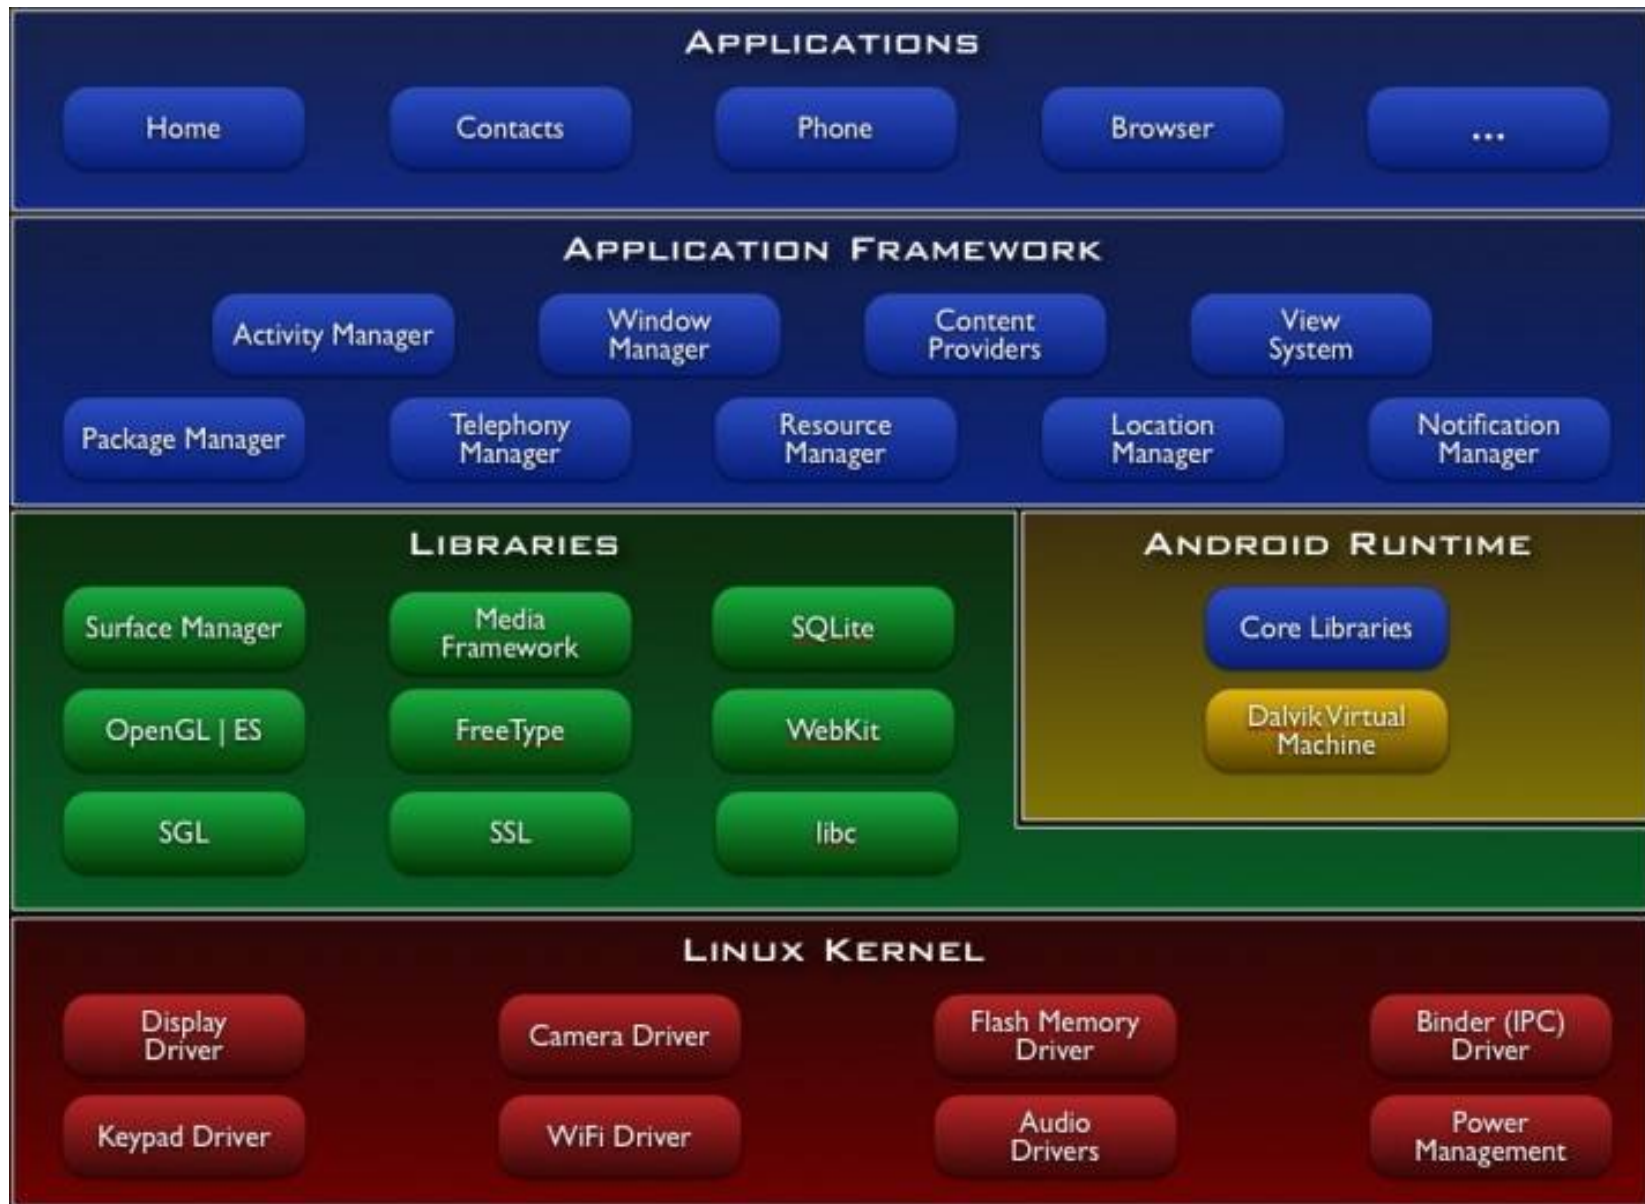 APPLICATIONS
Home
Contacts
Phone
Browser
...
APPLICATION FRAMEWORK
Activity Manager
Window
Manager
Content
Providers
View
System
Package Manager
Telephony
Manager
Resource
Manager
Location
Manager
Notification
Manager
LIBRARIES
Surface Manager
Media
Framework
SQLite
OpenGL | ES
FreeType
WebKit
SGL
SSL
libc
ANDROID RUNTIME
Core Libraries
Dalvik Virtual
Machine
LINUX KERNEL
Display
Driver
Camera Driver
Flash Memory
Driver
Binder (IPC)
Driver
Keypad Driver
WiFi Driver
Audio
Drivers
Power
Management